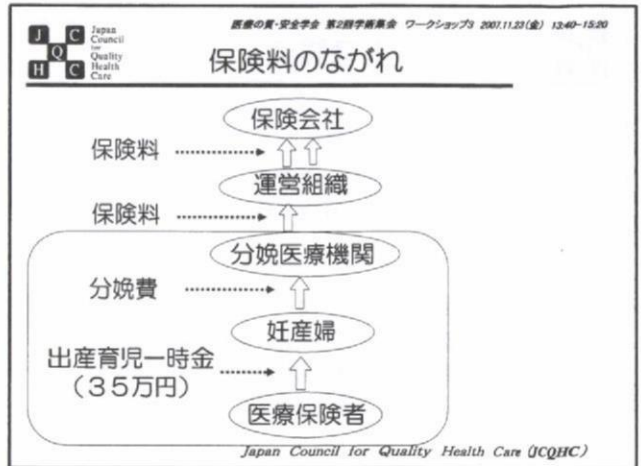 医療の質・安全学会 第2回学術集会 ワークショップ3 2007.11.23(金) 13:40-15:20
J C Q H C
Japan
Council
for
Quality
Health
Care
保険料のながれ
保険会社
保険料
運営組織
保険料
分娩医療機関
分娩費
妊産婦
出産育児一時金
(35万円)
医療保険者
Japan Council for Quality Health Care (JCQHC)